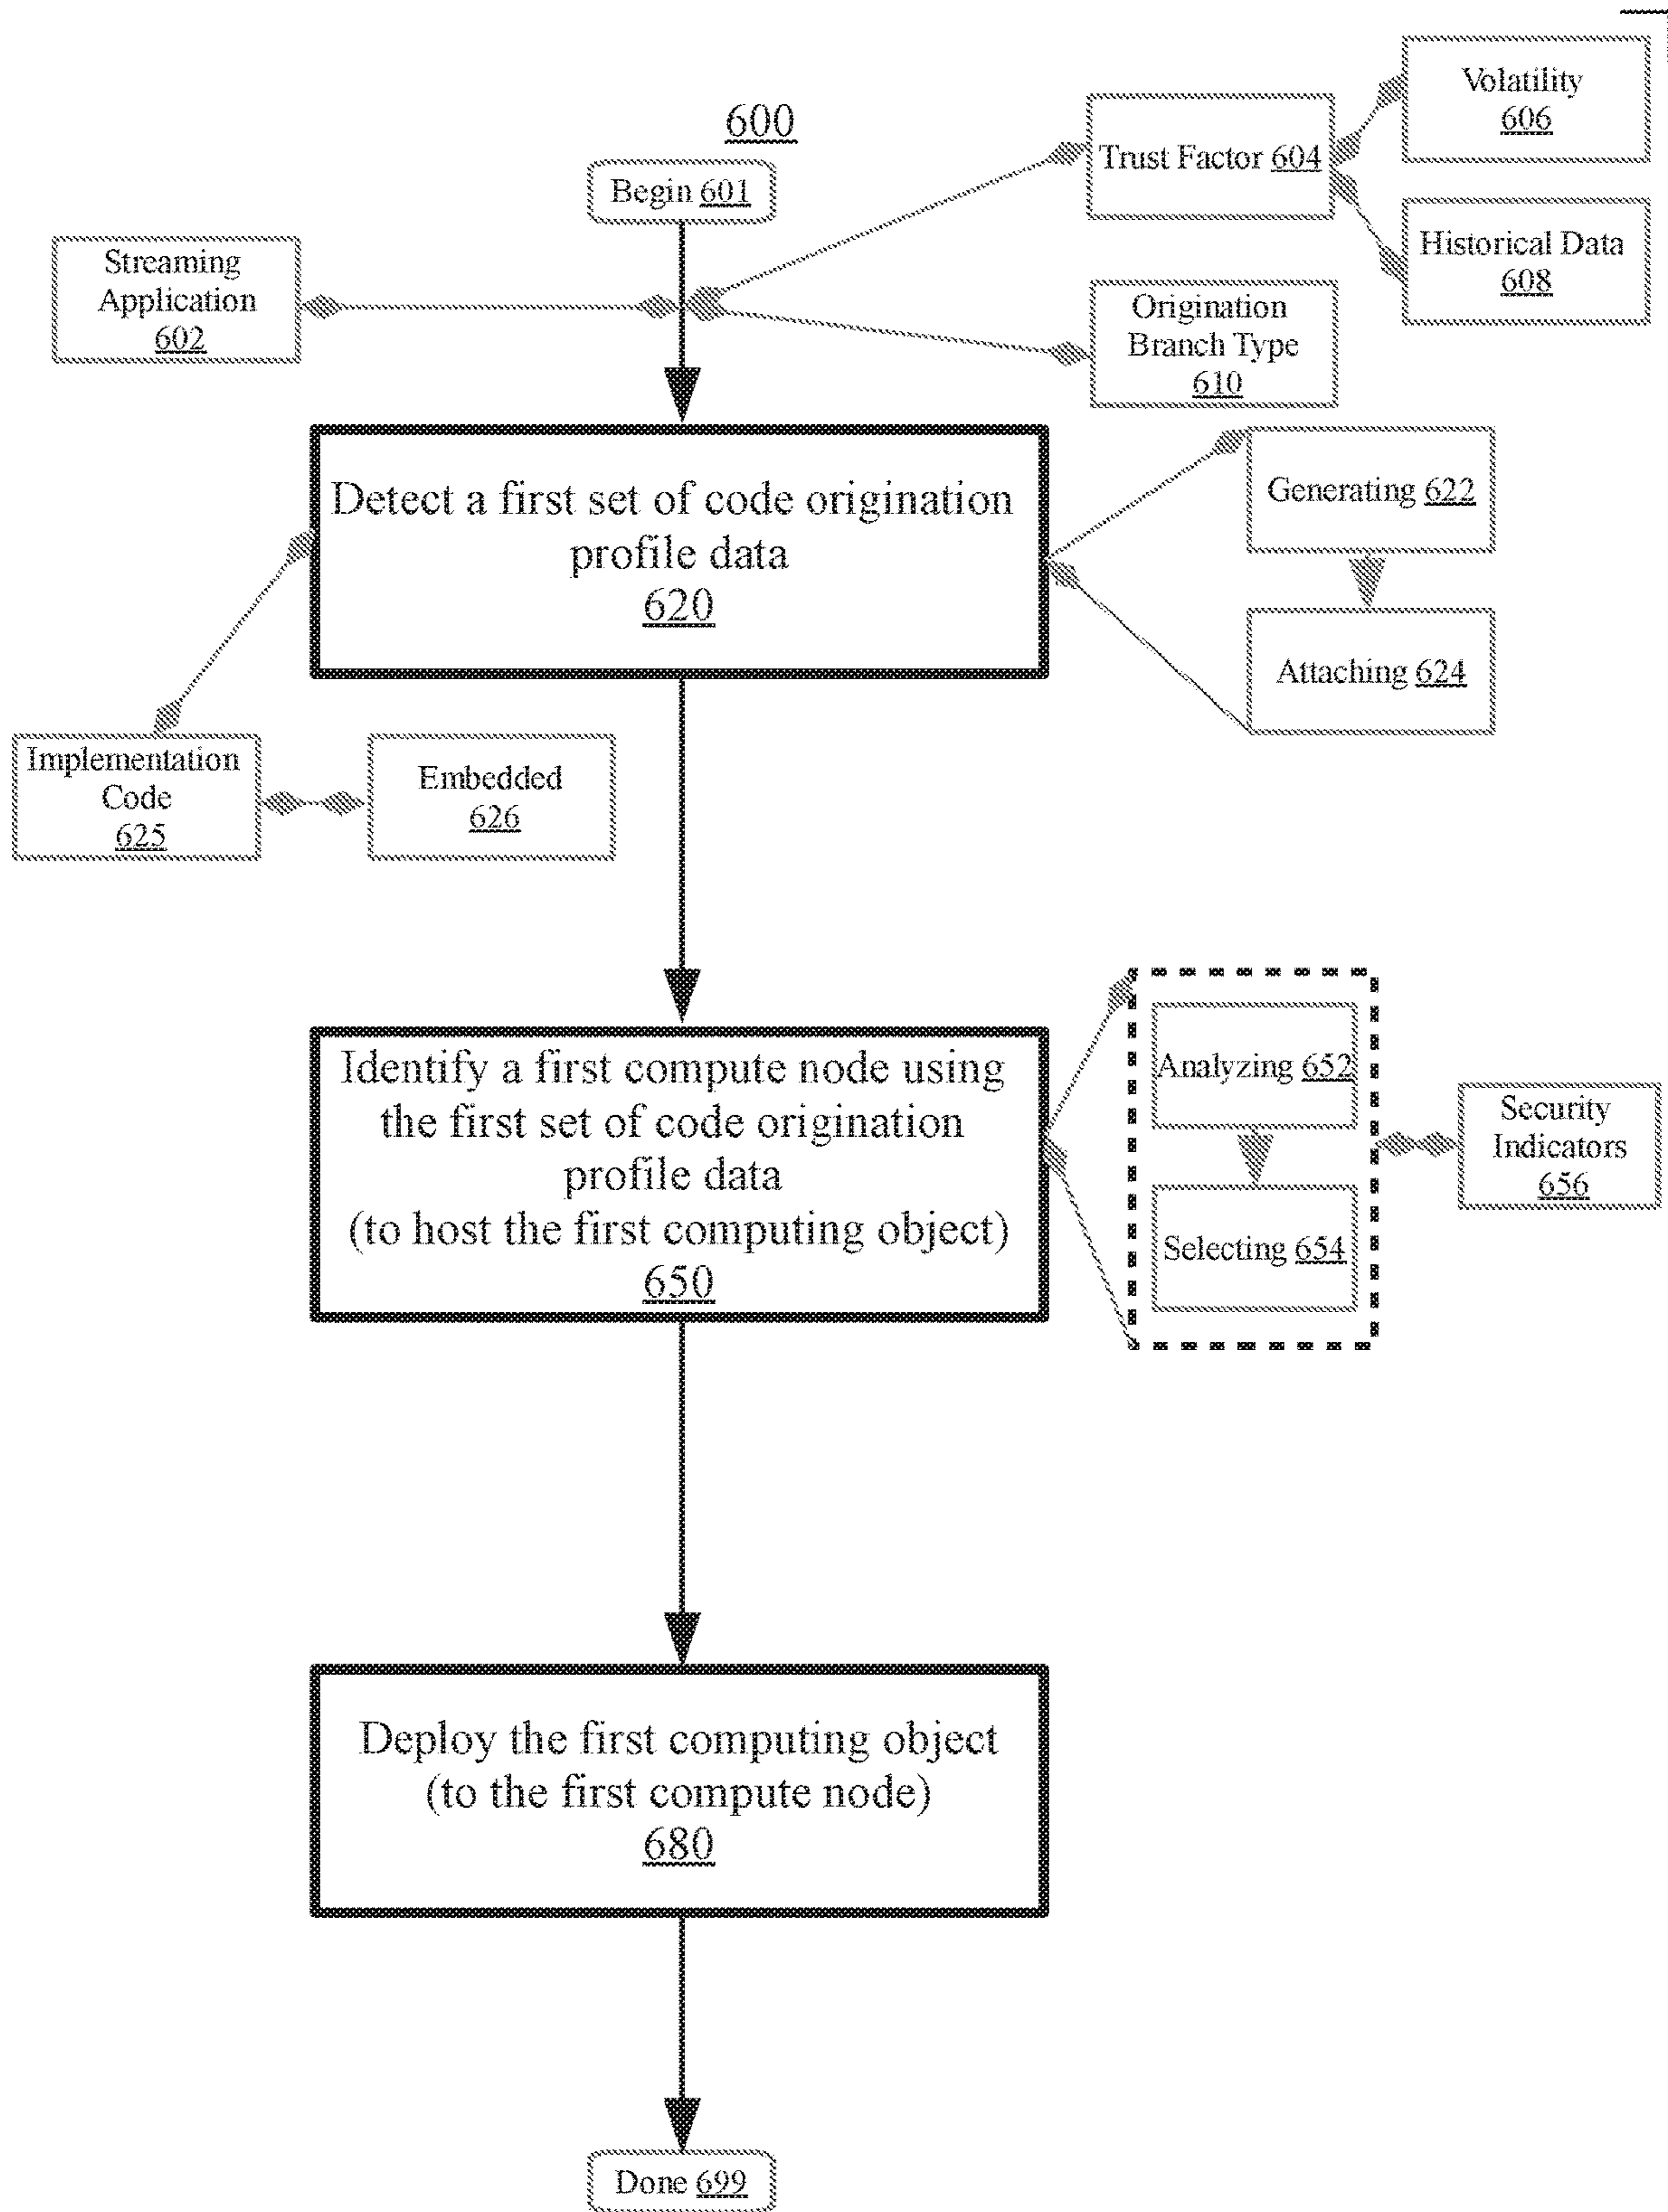 600
Begin 601
Streaming
Application
602
Trust Factor 604
Volatility
606
Historical Data
608
Origination
Branch Type
610
Detect a first set of code origination
profile data
620
Generating 622
Attaching 624
Implementation
Code
625
Embedded
626
Identify a first compute node using
the first set of code origination
profile data
(to host the first computing object)
650
Analyzing 652
Selecting 654
Security
Indicators
656
Deploy the first computing object
(to the first compute node)
680
Done 699